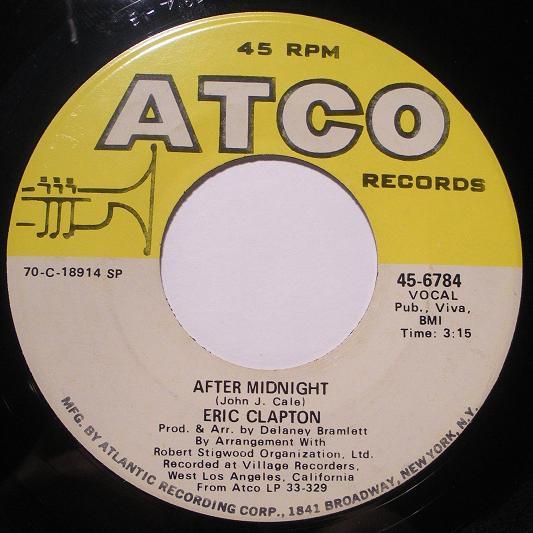 45 RPM
ATCO
RECORDS
70-C-18914 SP
45-6784
VOCAL
Pub., Viva,
BMI
Time: 3:15
AFTER MIDNIGHT
(John J. Cale)
ERIC CLAPTON
Prod. & Arr. by Delaney Bramlett
By Arrangement With
Robert Stigwood Organization, Ltd.
Recorded at Village Recorders,
West Los Angeles, California
From Atco LP 33-329
MFG. BY ATLANTIC RECORDING CORP., 1841 BROADWAY, NEW YORK, N.Y.